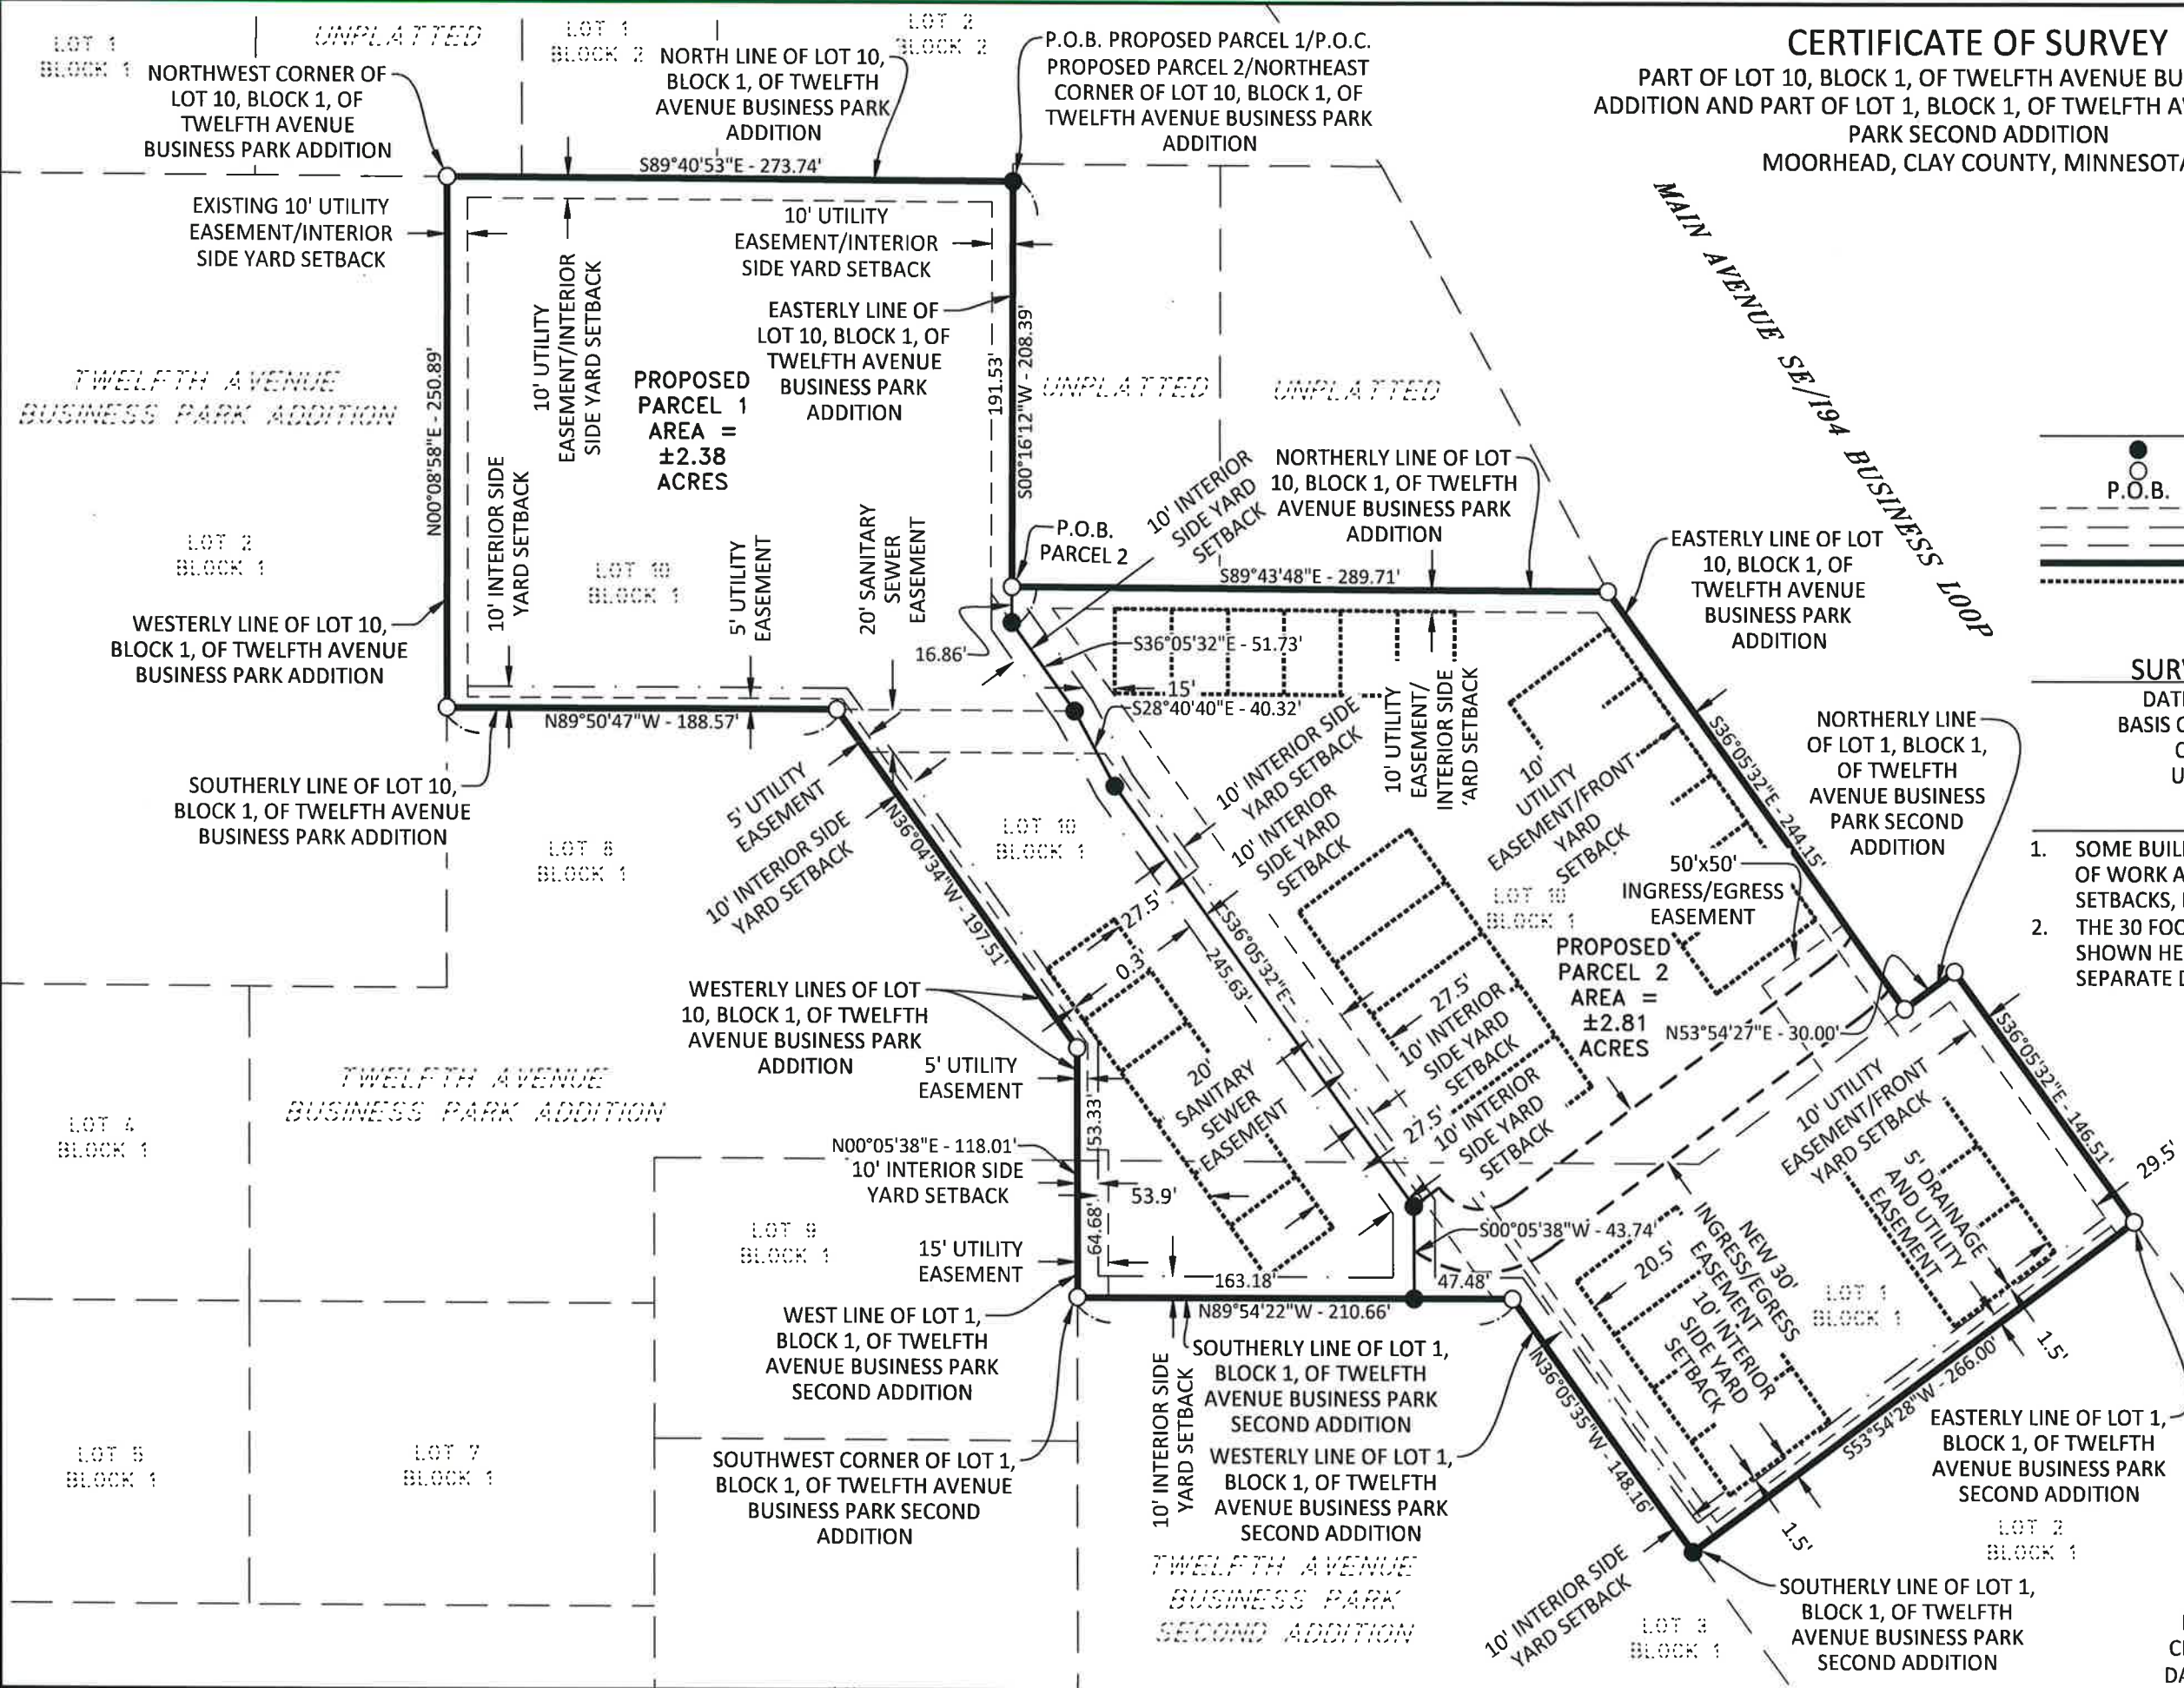 CERTIFICATE OF SURVEY
PART OF LOT 10, BLOCK 1, OF TWELFTH AVENUE
ADDITION AND PART OF LOT 1, BLOCK 1, OF TWELFTH
PARK SECOND ADDITION
MOORHEAD, CLAY COUNTY,
LOT 1
BLOCK 1
UNPLATTED
LOT 1
BLOCK 2
LOT 2
BLOCK 2
NORTHWEST CORNER OF
LOT 10, BLOCK 1, OF
TWELFTH AVENUE
BUSINESS PARK ADDITION
NORTH LINE OF LOT 10,
BLOCK 1, OF TWELFTH
AVENUE BUSINESS PARK
ADDITION
P.O.B. PROPOSED PARCEL 1/P.O.C.
PROPOSED PARCEL 2/NORTHEAST
CORNER OF LOT 10, BLOCK 1, OF
TWELFTH AVENUE BUSINESS PARK
ADDITION
S89°40'53"E - 273.74'
EXISTING 10' UTILITY
EASEMENT/INTERIOR
SIDE YARD SETBACK
10' UTILITY
EASEMENT/INTERIOR
SIDE YARD SETBACK
10' UTILITY
EASEMENT/INTERIOR
SIDE YARD SETBACK
EASTERLY LINE OF
LOT 10, BLOCK 1, OF
TWELFTH AVENUE
BUSINESS PARK
ADDITION
MAIN AVENUE SE/I94 BUSINESS LOOP
N00°08'58"E - 250.89'
191.53'
S00°16'12"W - 208.39'
TWELFTH AVENUE
BUSINESS PARK ADDITION
PROPOSED
PARCEL 1
AREA =
±2.38
ACRES
UNPLATTED
UNPLATTED
P.O.B.
LOT 2
BLOCK 1
10' INTERIOR SIDE
YARD SETBACK
LOT 10
BLOCK 1
5' UTILITY
EASEMENT
20' SANITARY
SEWER
EASEMENT
P.O.B.
PARCEL 2
10' INTERIOR
SIDE YARD
SETBACK
NORTHERLY LINE OF LOT
10, BLOCK 1, OF TWELFTH
AVENUE BUSINESS PARK
ADDITION
S89°43'48"E - 289.71'
EASTERLY LINE OF LOT
10, BLOCK 1, OF
TWELFTH AVENUE
BUSINESS PARK
ADDITION
WESTERLY LINE OF LOT 10,
BLOCK 1, OF TWELFTH AVENUE
BUSINESS PARK ADDITION
16.86'
S36°05'32"E - 51.73'
15'
S28°40'40"E - 40.32'
N89°50'47"W - 188.57'
SOUTHERLY LINE OF LOT 10,
BLOCK 1, OF TWELFTH AVENUE
BUSINESS PARK ADDITION
10' INTERIOR SIDE
YARD SETBACK
10' INTERIOR
SIDE YARD
SETBACK
10' UTILITY
EASEMENT/
INTERIOR SIDE
'ARD SETBACK
10'
UTILITY
EASEMENT/FRONT
YARD
SETBACK
S36°05'32"E - 244.15'
NORTHERLY LINE
OF LOT 1, BLOCK 1,
OF TWELFTH
AVENUE BUSINESS
PARK SECOND
ADDITION
BASIS
1. SOME
OF WORK
SETBACKS,
2. THE 30
SHOWN
SEPARATE
5' UTILITY
EASEMENT
10' INTERIOR SIDE
YARD SETBACK
N36°04'34"W - 197.51'
LOT 8
BLOCK 1
LOT 10
BLOCK 1
27.5'
0.3'
S36°05'32"E-
245.63'
50'x50'
INGRESS/EGRESS
EASEMENT
LOT 10
BLOCK 1
PROPOSED
PARCEL 2
AREA =
±2.81
ACRES
N53°54'27"E - 30.00'
WESTERLY LINES OF LOT
10, BLOCK 1, OF TWELFTH
AVENUE BUSINESS PARK
ADDITION
27.5'
10' INTERIOR
SIDE YARD
SETBACK
27.5'
10' INTERIOR
SIDE YARD
SETBACK
S36°05'32"E - 146.51'
29.5'
10' UTILITY
EASEMENT/FRONT
YARD SETBACK
5' UTILITY
EASEMENT
53.33'
20'
SANITARY
SEWER
EASEMENT
TWELFTH AVENUE
BUSINESS PARK ADDITION
LOT 4
BLOCK 1
N00°05'38"E - 118.01'
10' INTERIOR SIDE
YARD SETBACK
53.9'
64.68'
LOT 9
BLOCK 1
15' UTILITY
EASEMENT
163.18'
47.48'
S00°05'38"W - 43.74'
N89°54'22"W - 210.66'
5' DRAINAGE
AND UTILITY
EASEMENT
NEW 30'
INGRESS/EGRESS
EASEMENT
20.5'
10' INTERIOR
SIDE YARD
SETBACK
LOT 1
BLOCK 1
1.5'
WEST LINE OF LOT 1,
BLOCK 1, OF TWELFTH
AVENUE BUSINESS PARK
SECOND ADDITION
10' INTERIOR SIDE
YARD SETBACK
SOUTHERLY LINE OF LOT 1,
BLOCK 1, OF TWELFTH
AVENUE BUSINESS PARK
SECOND ADDITION
N36°05'35"W - 148.16'
S53°54'28"W - 266.00'
EASTERLY LINE OF LOT 1,
BLOCK 1, OF TWELFTH
AVENUE BUSINESS PARK
SECOND ADDITION
LOT 5
BLOCK 1
LOT 7
BLOCK 1
SOUTHWEST CORNER OF LOT 1,
BLOCK 1, OF TWELFTH AVENUE
BUSINESS PARK SECOND
ADDITION
WESTERLY LINE OF LOT 1,
BLOCK 1, OF TWELFTH
AVENUE BUSINESS PARK
SECOND ADDITION
1.5'
LOT 2
BLOCK 1
TWELFTH AVENUE
BUSINESS PARK
SECOND ADDITION
10' INTERIOR SIDE
YARD SETBACK
LOT 3
BLOCK 1
SOUTHERLY LINE OF LOT 1,
BLOCK 1, OF TWELFTH
AVENUE BUSINESS PARK
SECOND ADDITION